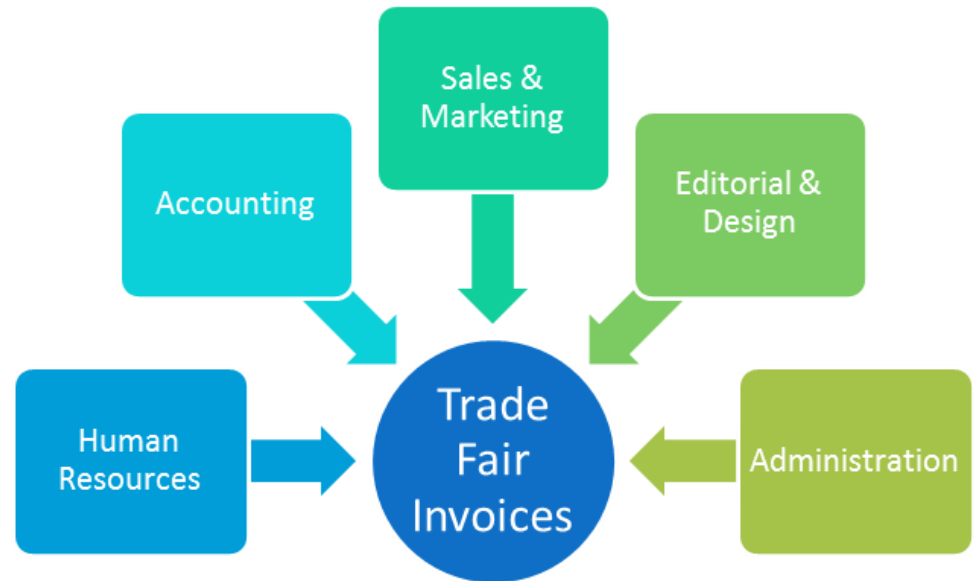 Sales &
Marketing
Accounting
Editorial &
Design
Human
Resources
Trade
Fair
Invoices
Administration